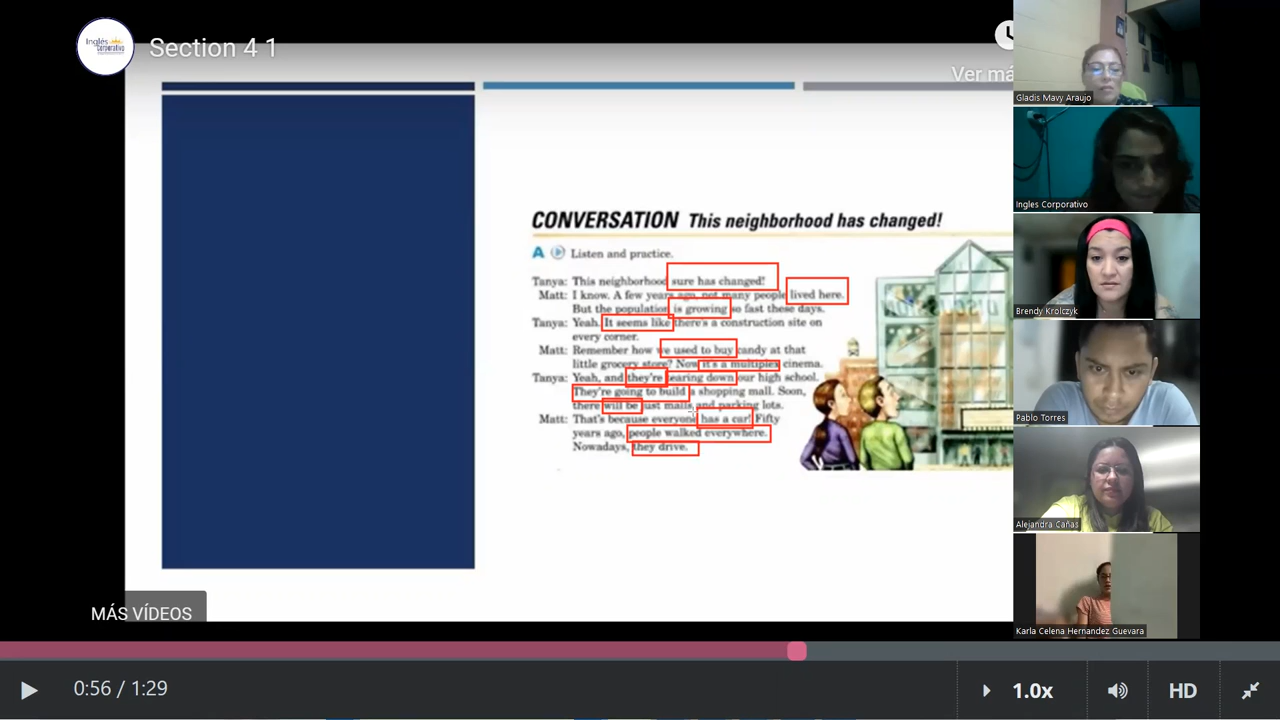 Inglés
Corporativo
Section 4 1
Ver má
CONVERSATION This neighborhood has changed!
A Listen and practice.
Tanya: This neighborhood sure has changed!
Matt: I know. A few years ago, not many people lived here.
But the population is growing so fast these days.
Tanya: Yeah. It seems like there's a construction site on
every corner.
Matt: Remember how we used to buy candy at that
little grocery store? Now it's a multiplex cinema.
Tanya: Yeah, and they're tearing down our high school.
They're going to build a shopping mall. Soon,
there will be just malls and parking lots.
Matt: That's because everyone has a car! Fifty
years ago, people walked everywhere.
Nowadays, they drive.
MÁS VÍDEOS
0:56 / 1:29
1.0x
HD
Gladis Mavy Araujo
Ingles Corporativo
Brendy Krolczyk
Pablo Torres
Alejandra Cañas
Karla Celena Hernandez Guevara